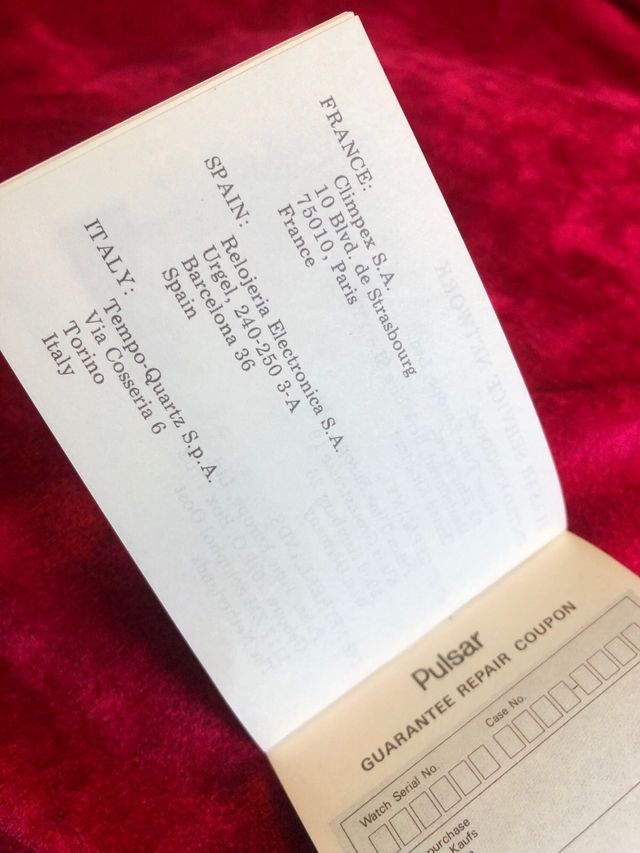 FRANCE:
Climpex S.A.
10 Blvd. de Strasbourg
75010, Paris
France
SPAIN:
Relojeria Electronica S.A.
Urgel, 240-250 3-A
Barcelona 36
Spain
ITALY:
Tempo-Quartz S.p.A.
Via Cosseria 6
Torino
Italy
Pulsar
GUARANTEE REPAIR COUPON
Watch Serial No. Case No.
purchase
Kaufs